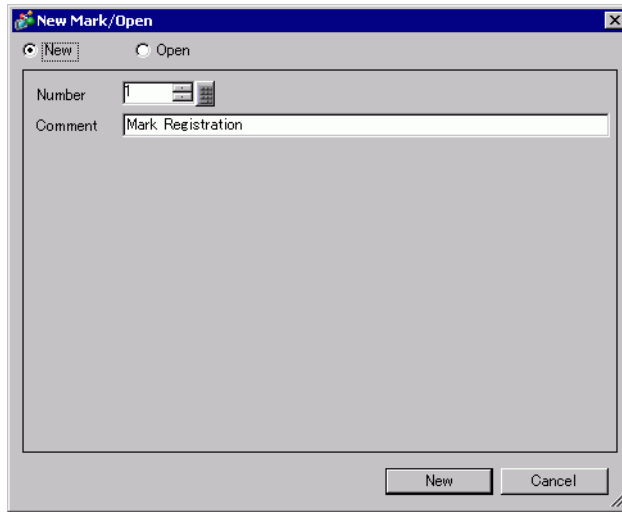 New Mark/Open
New Open
Number 1
Comment Mark Registration
New Cancel